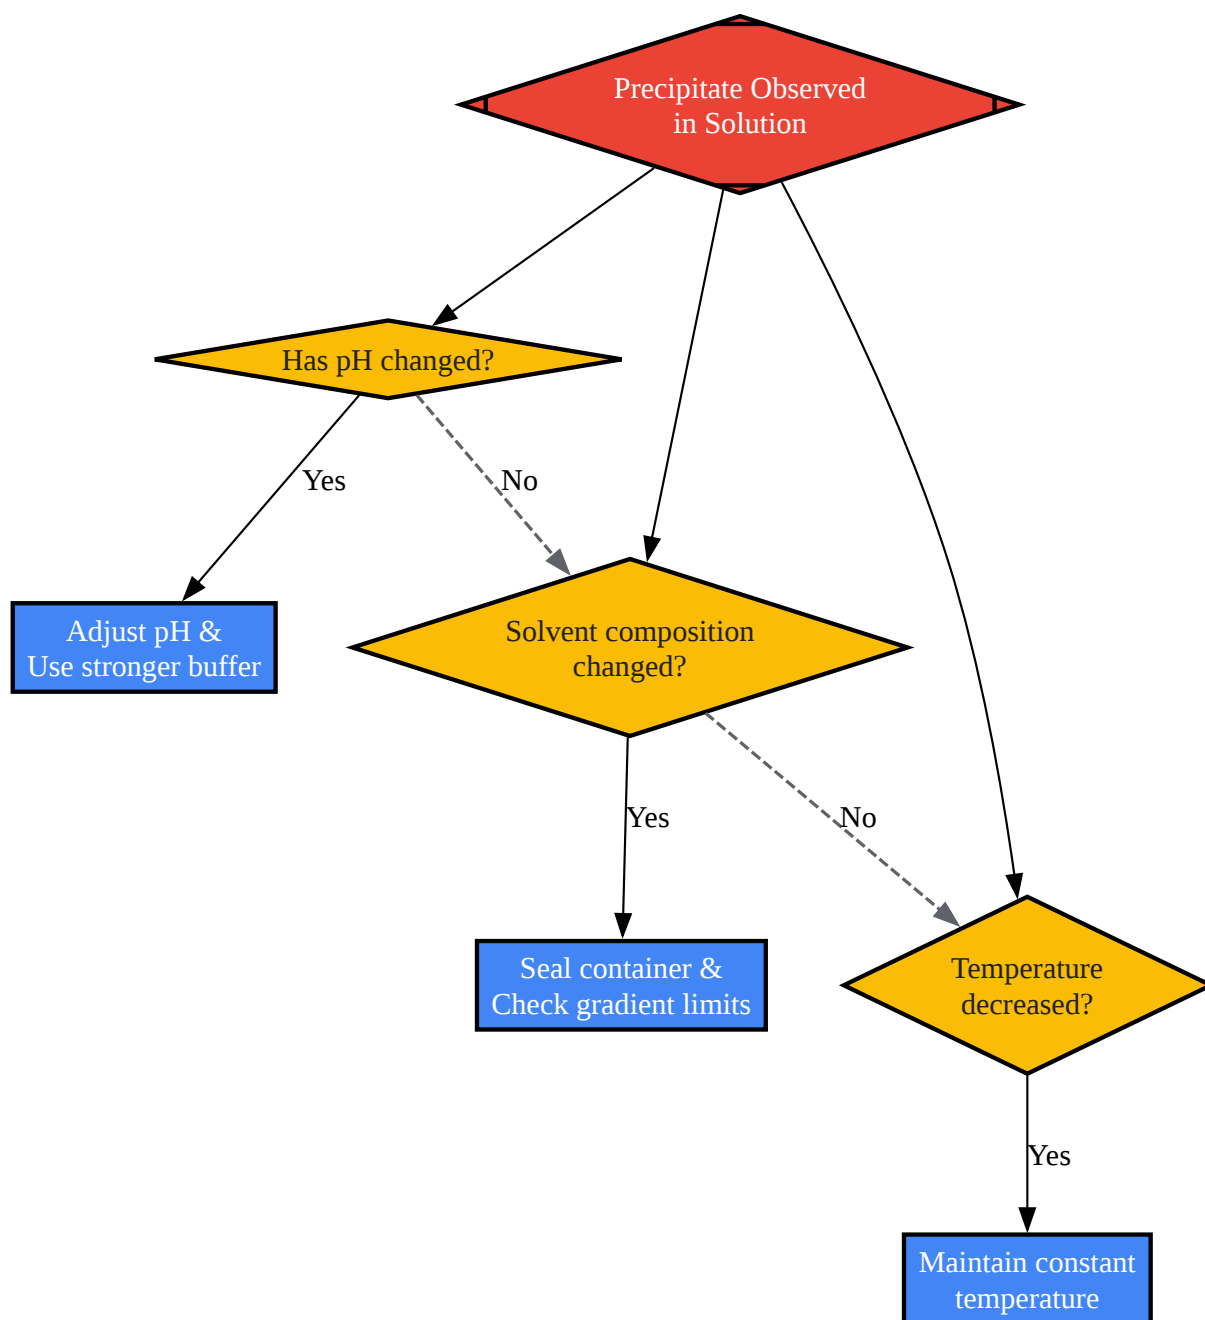 Precipitate Observed
in Solution
Has pH changed?
Yes
No
Adjust pH &
Use stronger buffer
Solvent composition
changed?
Yes
No
Seal container &
Check gradient limits
Temperature
decreased?
Yes
Maintain constant
temperature